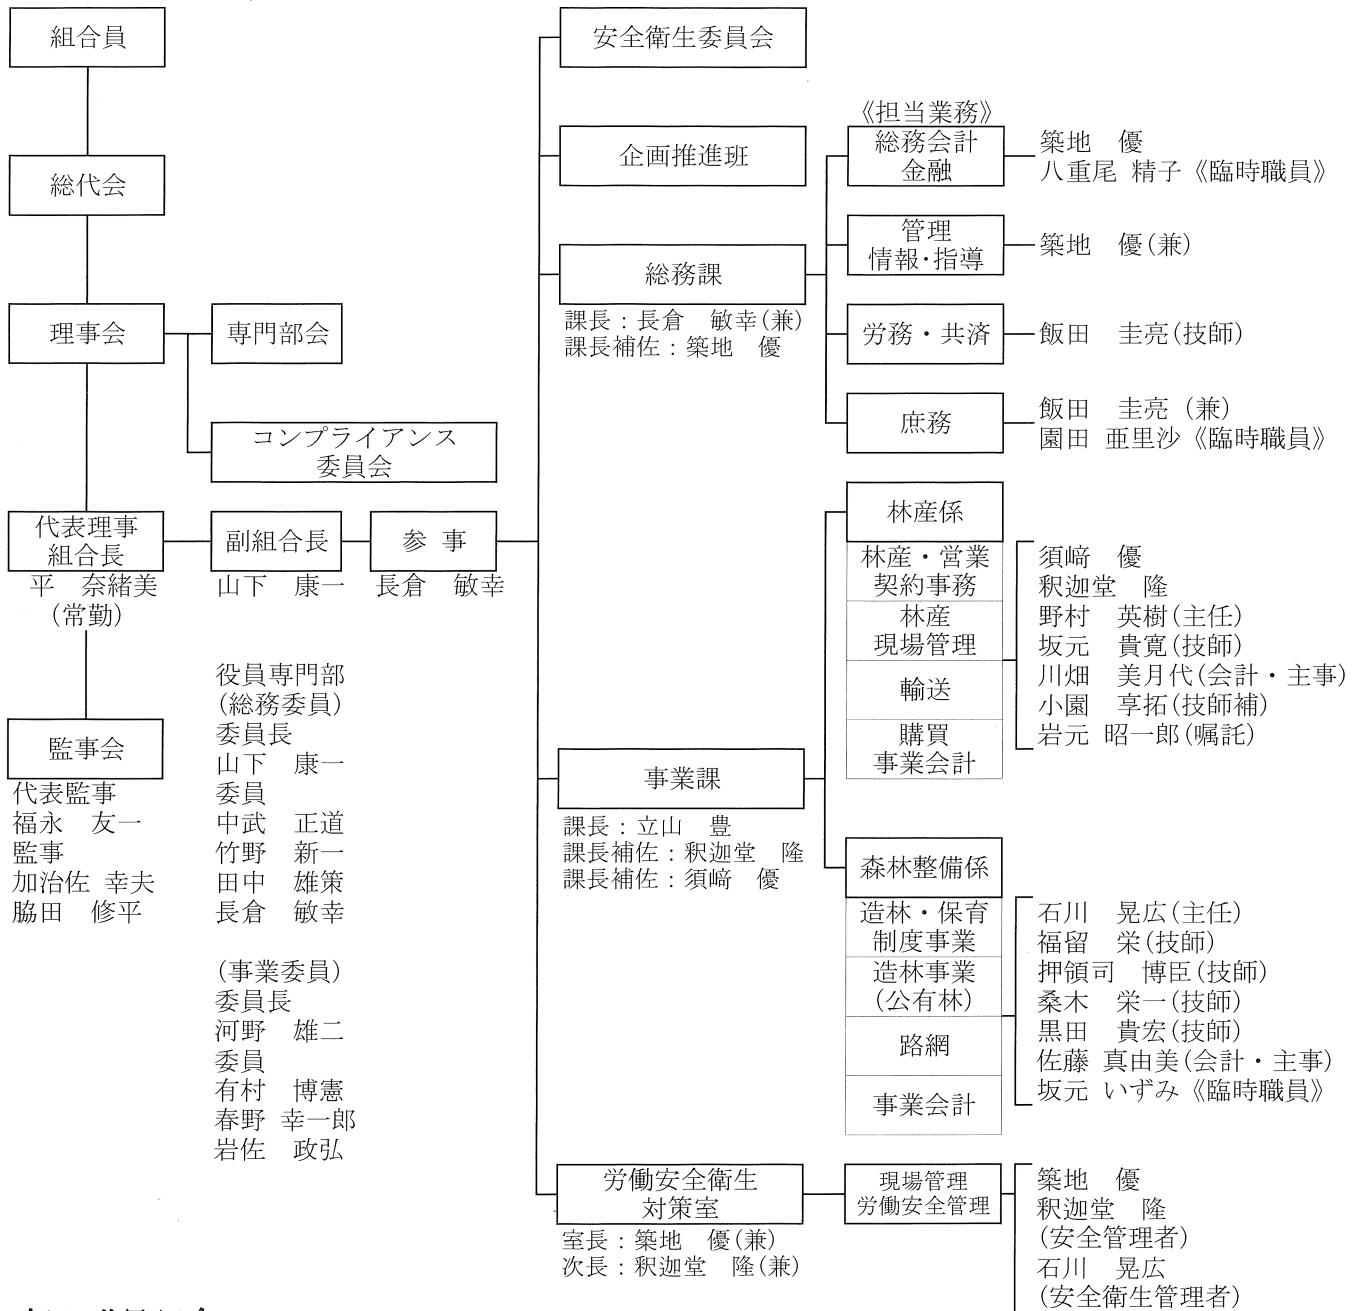 組合員
総代会
理事会
専門部会
コンプライアンス
委員会
代表理事
組合長
平　奈緒美
(常勤)
副組合長
山下　康一
参 事
長倉　敏幸
監事会
代表監事
福永　友一
監事
加治佐 幸夫
脇田　修平
役員専門部
(総務委員)
委員長
山下　康一
委員
中武　正道
竹野　新一
田中　雄策
長倉　敏幸
(事業委員)
委員長
河野　雄二
委員
有村　博憲
春野 幸一郎
岩佐　政弘
安全衛生委員会
企画推進班
総務課
課長：長倉　敏幸(兼)
課長補佐：築地　優
《担当業務》
総務会計
金融
築地　優
八重尾 精子《臨時職員》
管理
情報・指導
築地　優(兼)
労務・共済
飯田　圭亮(技師)
庶務
飯田　圭亮 (兼)
園田 亜里沙《臨時職員》
事業課
課長：立山　豊
課長補佐：釈迦堂　隆
課長補佐：須﨑　優
林産係
林産・営業
契約事務
林産
現場管理
輸送
購買
事業会計
須﨑　優
釈迦堂　隆
野村　英樹(主任)
坂元　貴寛(技師)
川畑　美月代(会計・主事)
小園　享拓(技師補)
岩元 昭一郎(嘱託)
森林整備係
造林・保育
制度事業
造林事業
(公有林)
路網
事業会計
石川　晃広(主任)
福留　栄(技師)
押領司　博臣(技師)
桑木　栄一(技師)
黒田　貴宏(技師)
佐藤 真由美(会計・主事)
坂元 いずみ《臨時職員》
労働安全衛生
対策室
室長：築地　優(兼)
次長：釈迦堂　隆(兼)
現場管理
労働安全管理
築地　優
釈迦堂　隆
(安全管理者)
石川　晃広
(安全衛生管理者)